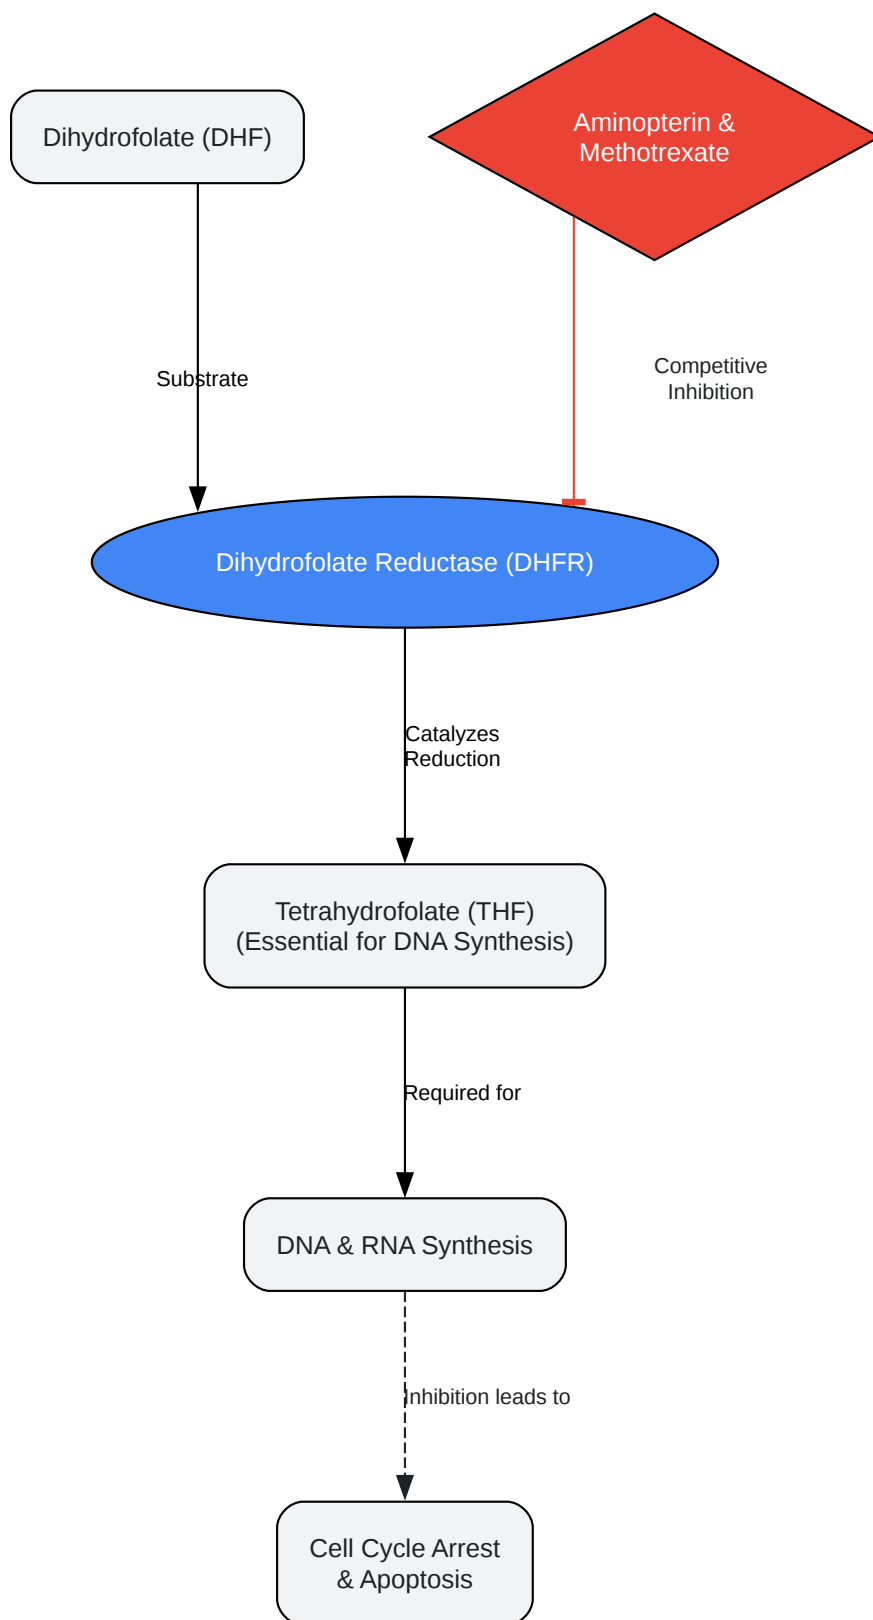 Dihydrofolate (DHF)
Aminopterin &
Methotrexate
Substrate
Competitive
Inhibition
Dihydrofolate Reductase (DHFR)
Catalyzes
Reduction
Tetrahydrofolate (THF)
(Essential for DNA Synthesis)
Required for
DNA & RNA Synthesis
Inhibition leads to
Cell Cycle Arrest
& Apoptosis